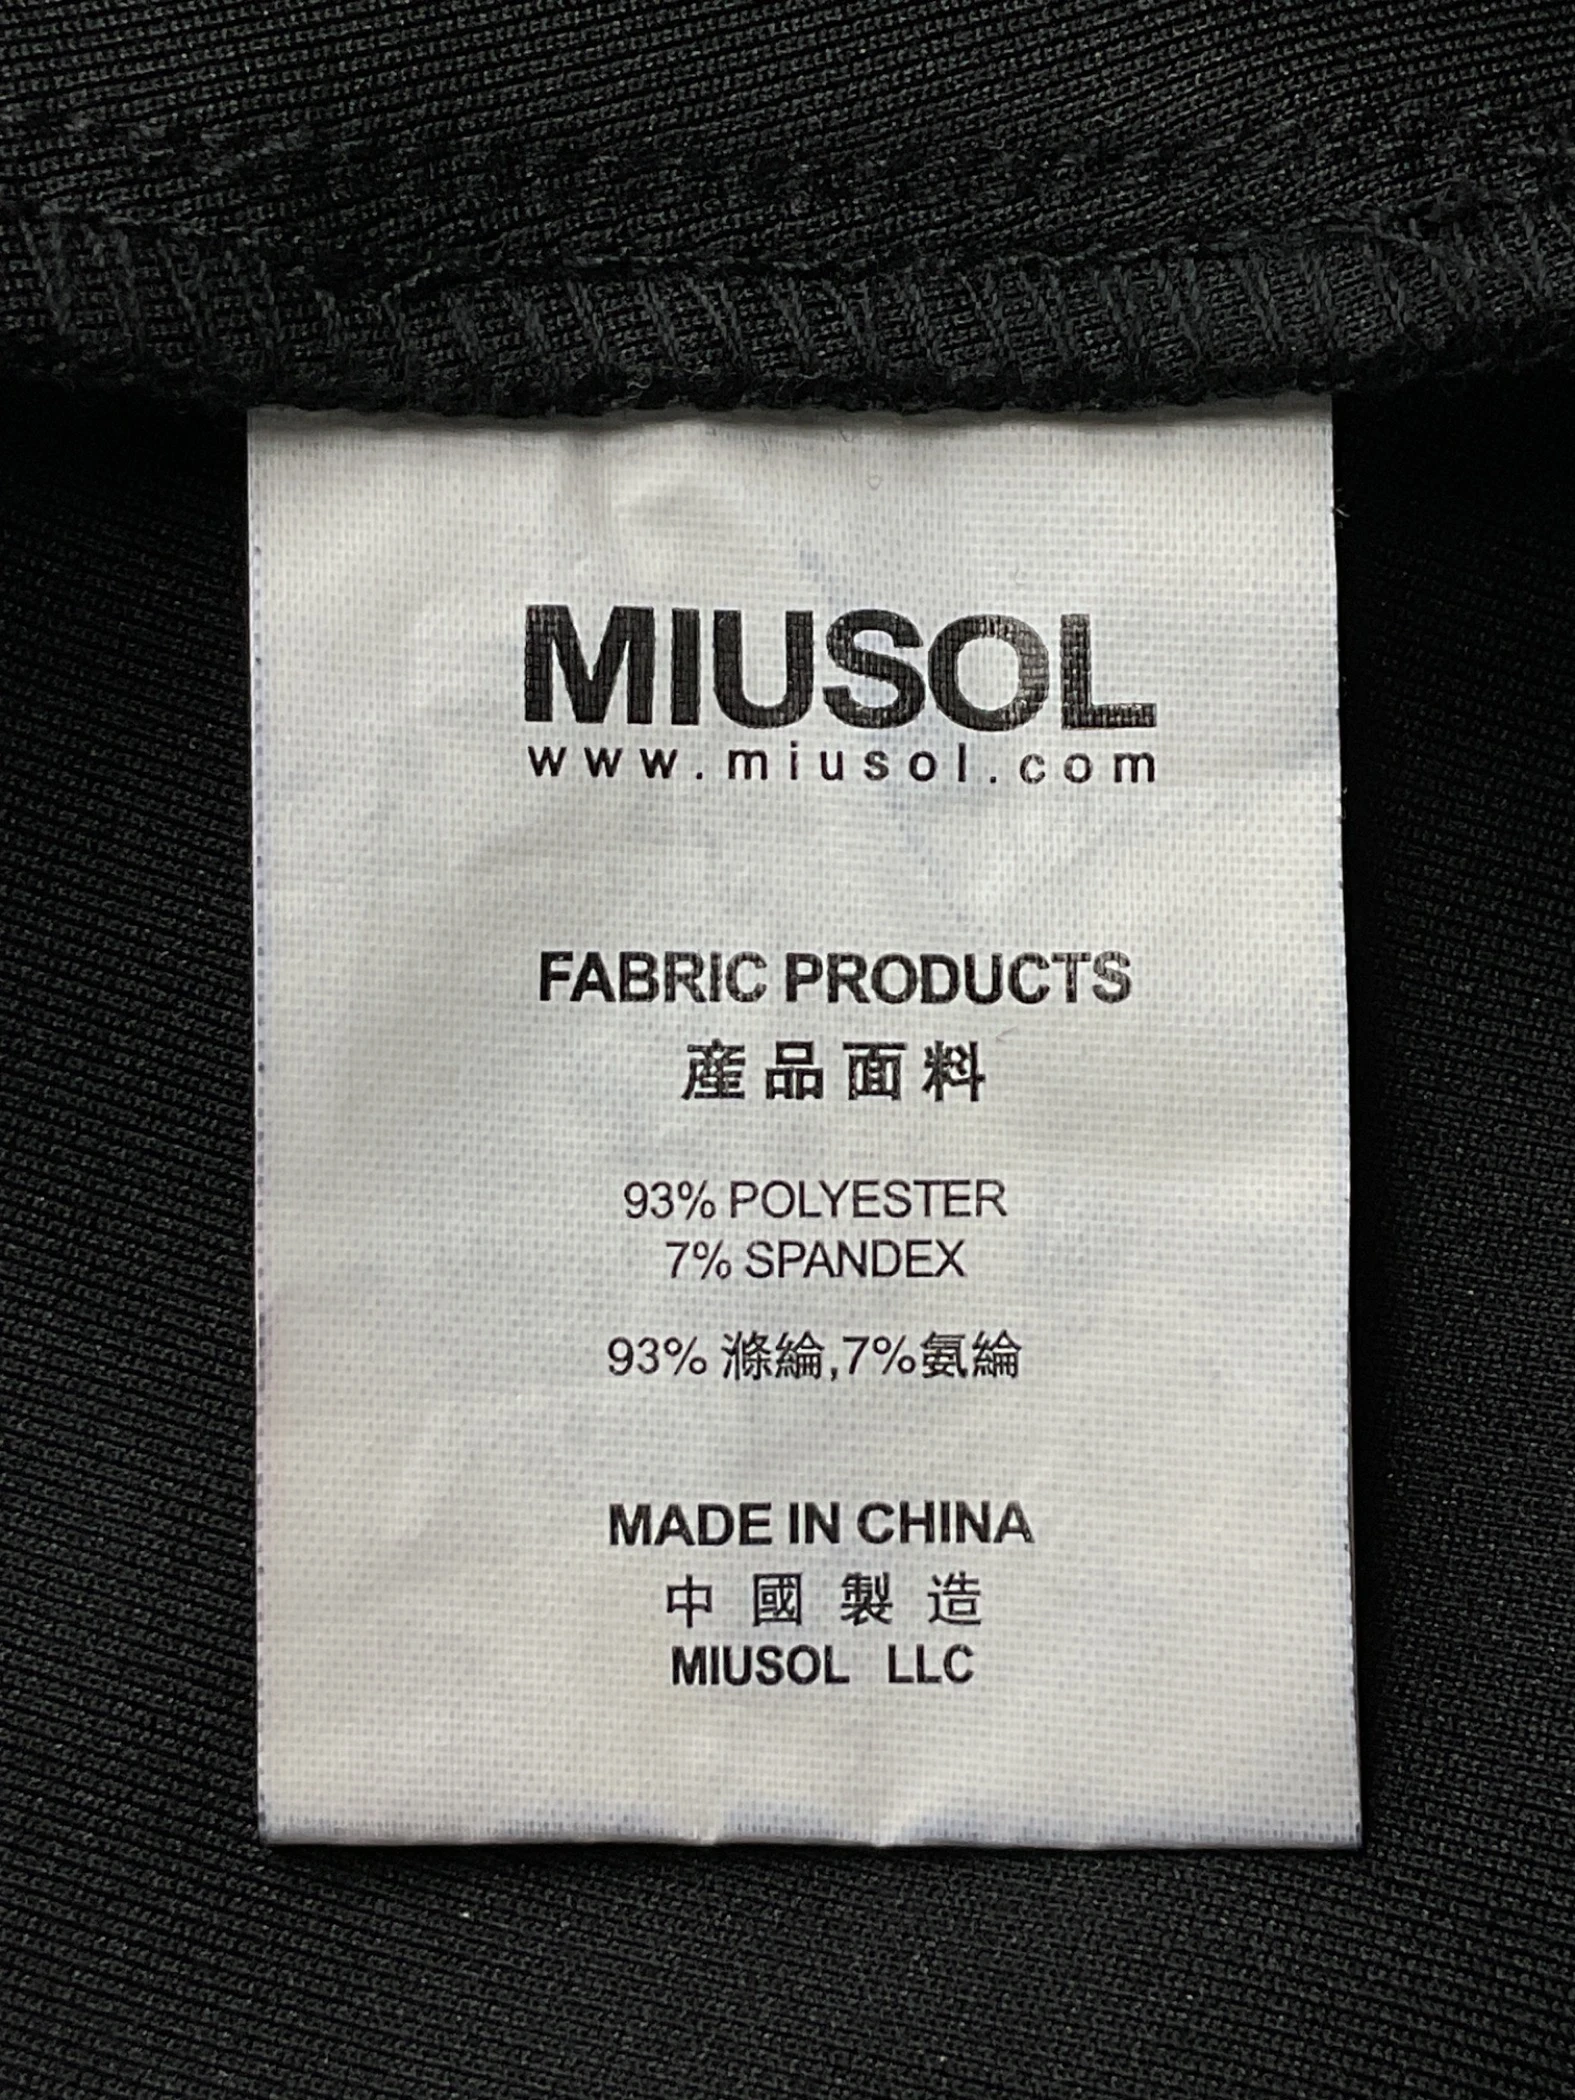 MIUSOL
www.miusol.com
FABRIC PRODUCTS
産品面料
93% POLYESTER
7% SPANDEX
93% 滌綸,7%氨綸
MADE IN CHINA
中國製造
MIUSOL LLC